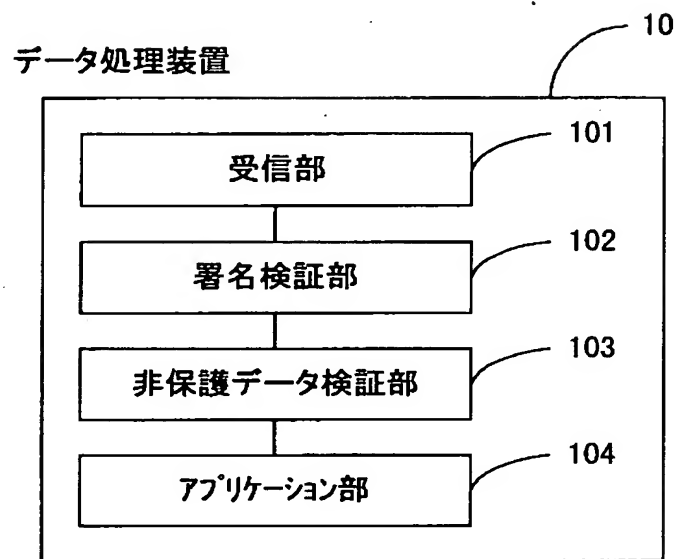 10
データ処理装置
101
受信部
102
署名検証部
103
非保護データ検証部
104
アプリケーション部